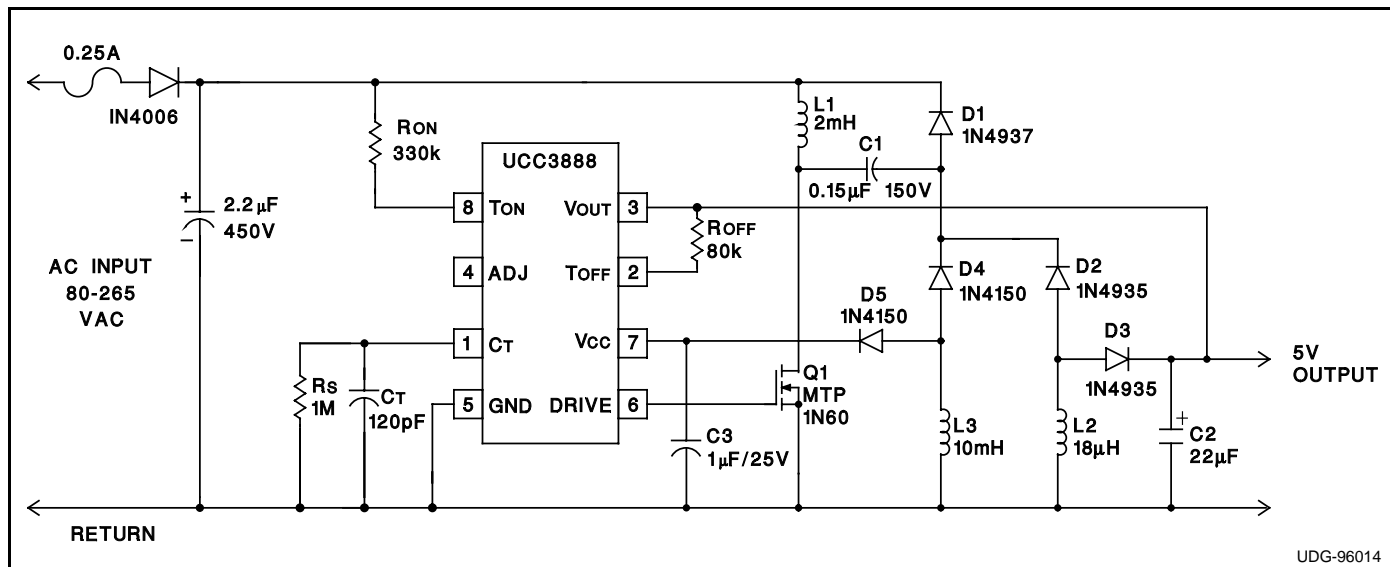 0.25A
IN4006
RON
330k
L1
2mH
D1
1N4937
C1
0.15µF 150V
UCC3888
8 TON
VOUT 3
ROFF
80k
+
–
2.2µF
450V
4 ADJ
TOFF 2
D4
1N4150
D2
1N4935
AC INPUT
80-265
VAC
D5
1N4150
D3
1N4935
1 CT
VCC 7
5V
OUTPUT
RS
1M
CT
120pF
5 GND
DRIVE 6
Q1
MTP
1N60
C3
1µF/25V
L3
10mH
L2
18µH
+
C2
22µF
RETURN
UDG-96014